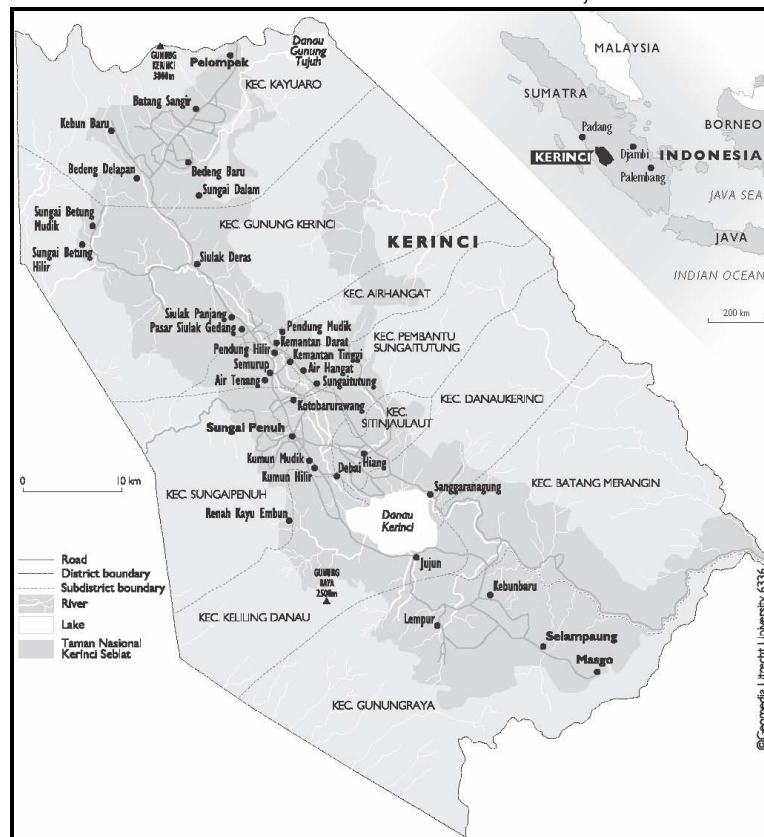 Danau
Gunung
Tujuh
GUNUNG
KERINCI
3800m
Pelompek
KEC. KAYUARO
Batang Sangir
Kebun Baru
Bedeng Delapan
Bedeng Baru
Sungai Dalam
Sungai Betung
Mudik
KEC. GUNUNG KERINCI
KERINCI
Sungai Betung
Hilir
Siulak Deras
KEC. AIRHANGAT
Siulak Panjang
Pasar Siulak Gedang
Pendung Mudik
Kemantan Darat
KEC. PEMBANTU
SUNGAITUTUNG
Pendung Hilir
Kemantan Tinggi
Semurup
Air Hangat
Air Tenang
Sungaitutung
KEC. DANAUKERINCI
Kotobarurawang
KEC.
SITINJAULAUT
Sungai Penuh
Kumun Mudik
Hiang
Kumun Hilir
Debai
Sanggaranagung
KEC. BATANG MERANGIN
0 10 km
KEC. SUNGAIPENUH
Renah Kayu Embun
Danau
Kerinci
Jujun
GUNUNG
RAYA
2500m
Kebunbaru
KEC. KELILING DANAU
Lempur
Selampaung
Masgo
KEC. GUNUNGRAYA
Road
District boundary
Subdistrict boundary
River
Lake
Taman Nasional
Kerinci Seblat
MALAYSIA
SUMATRA
BORNEO
Padang
KERINCI
Djambi
INDONESIA
Palembang
JAVA SEA
JAVA
INDIAN OCEAN
200 km
©Geomedia Utrecht University 6336